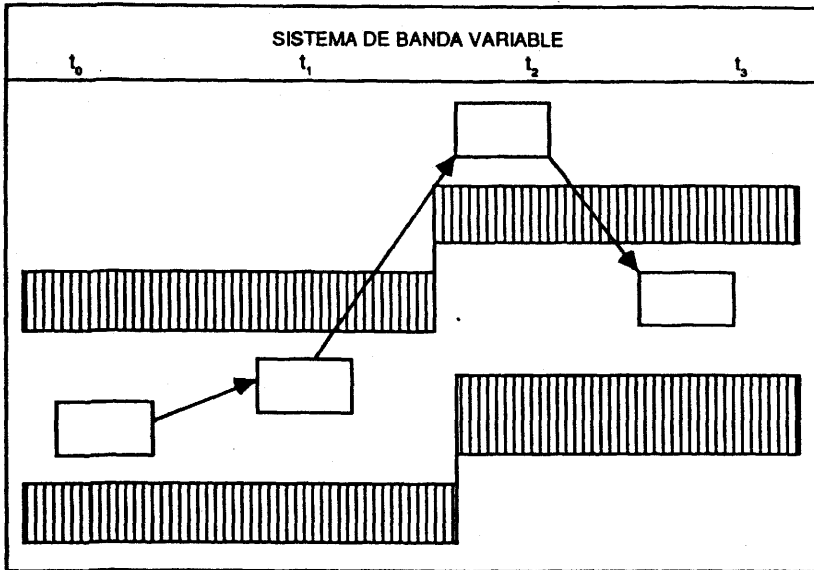 SISTEMA DE BANDA VARIABLE
t₀ t₁ t₂ t₃